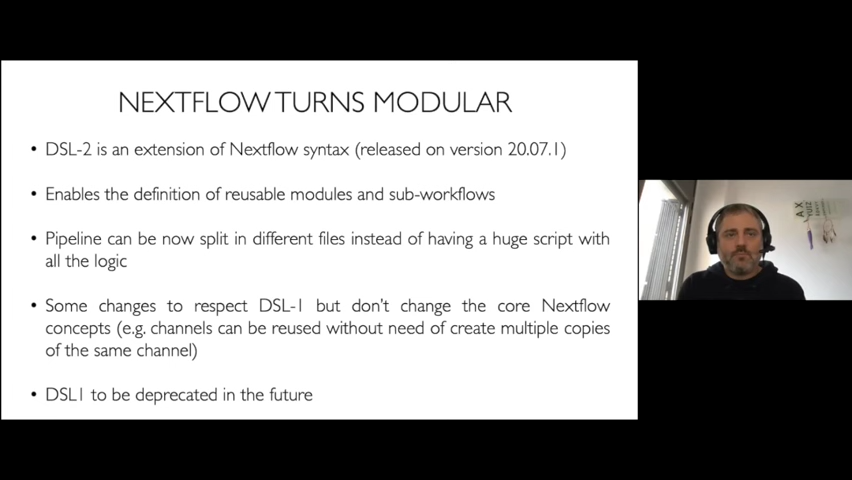 NEXTFLOW TURNS MODULAR
• DSL-2 is an extension of Nextflow syntax (released on version 20.07.1)
• Enables the definition of reusable modules and sub-workflows
• Pipeline can be now split in different files instead of having a huge script with
all the logic
• Some changes to respect DSL-1 but don't change the core Nextflow
concepts (e.g. channels can be reused without need of create multiple copies
of the same channel)
• DSL1 to be deprecated in the future